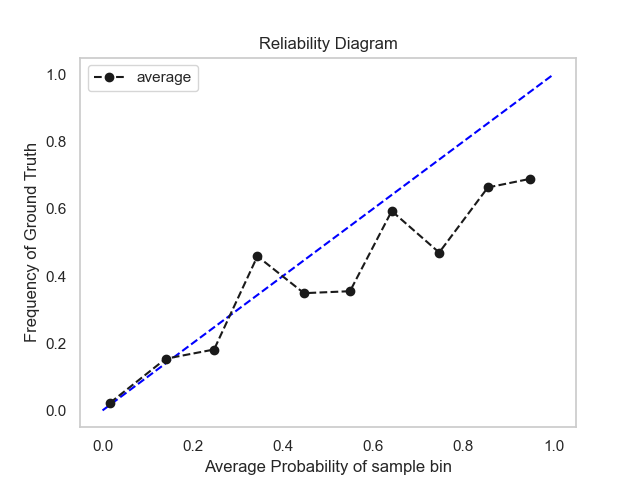 Reliability Diagram
average
Frequency of Ground Truth
1.0
0.8
0.6
0.4
0.2
0.0
0.0 0.2 0.4 0.6 0.8 1.0
Average Probability of sample bin